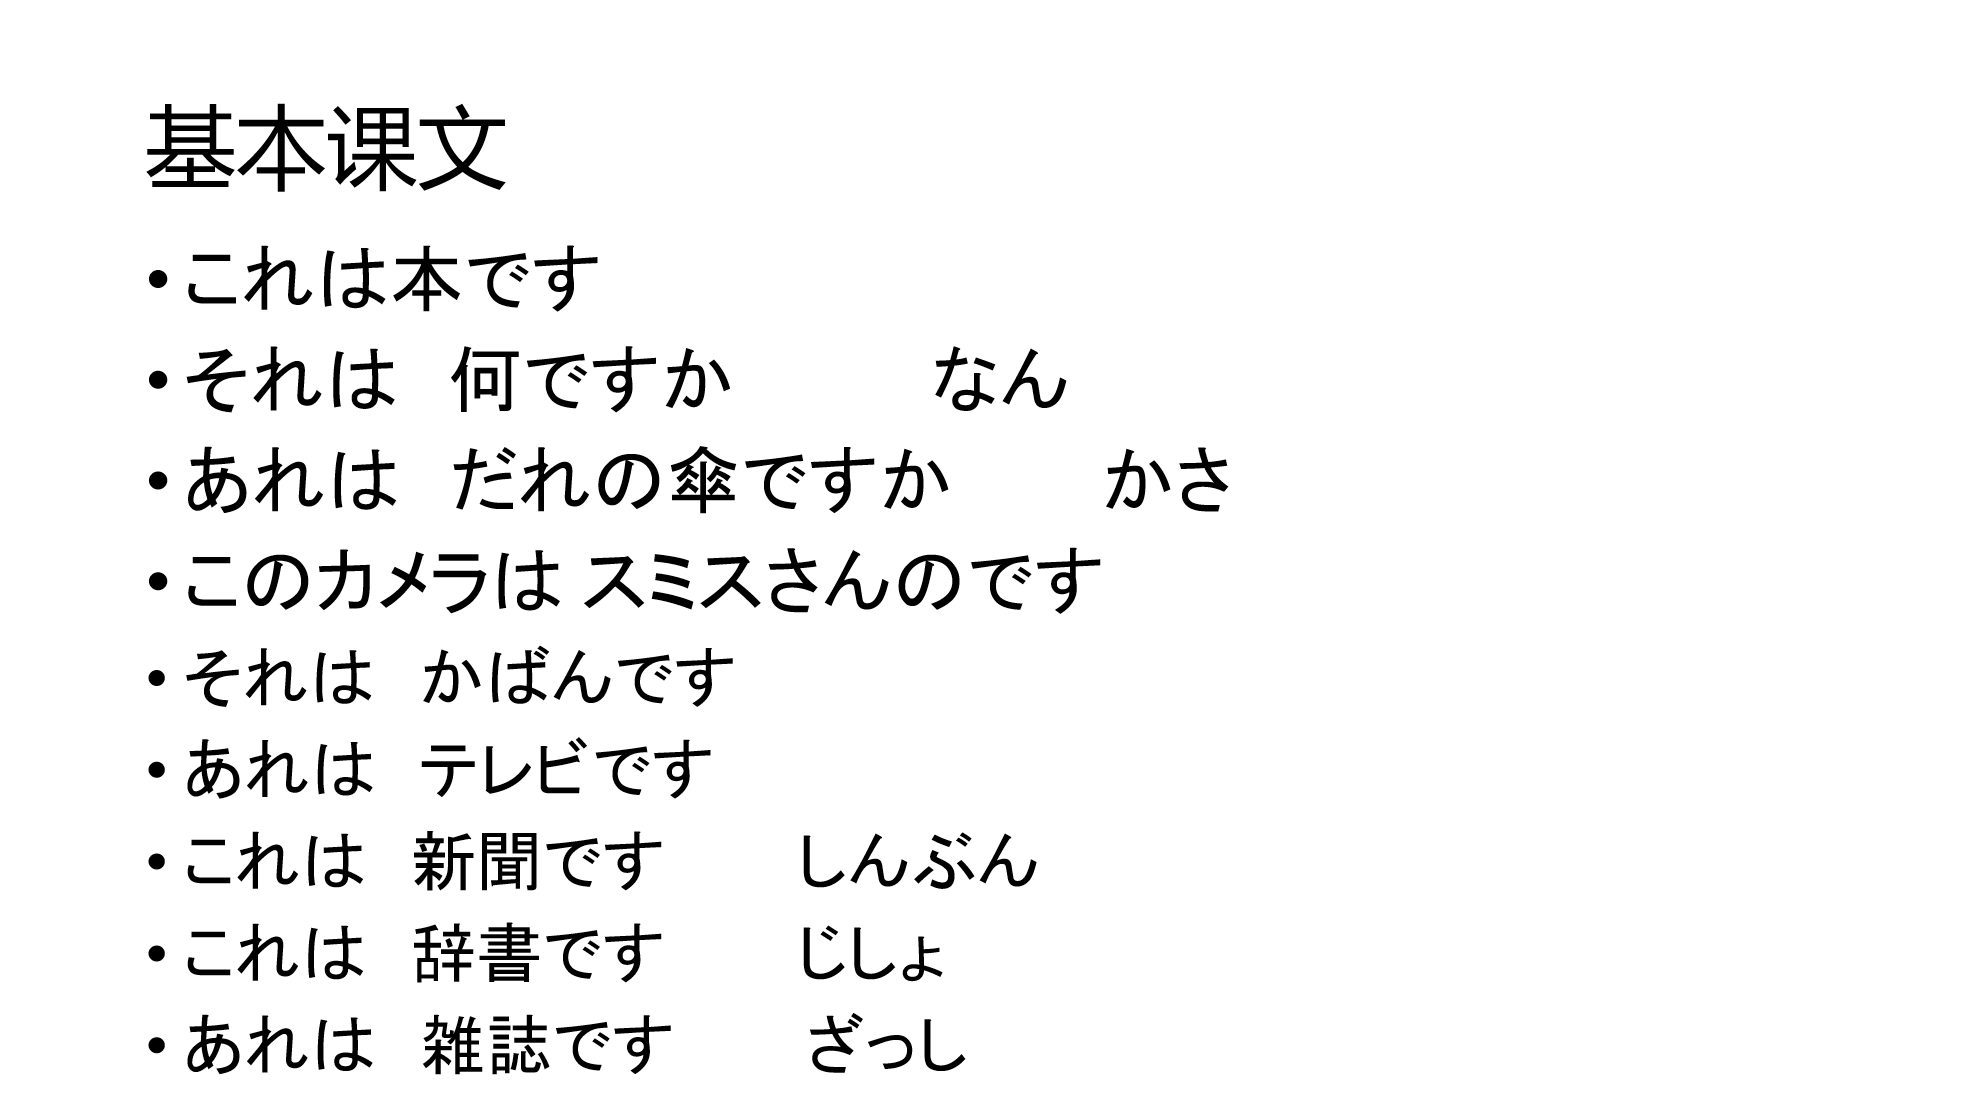 基本课文
• これは本です
• それは　何ですか　　　なん
• あれは　だれの傘ですか　　かさ
• このカメラは スミスさんのです
• それは　かばんです
• あれは　テレビです
• これは　新聞です　　しんぶん
• これは　辞書です　　じしょ
• あれは　雑誌です　　ざっし